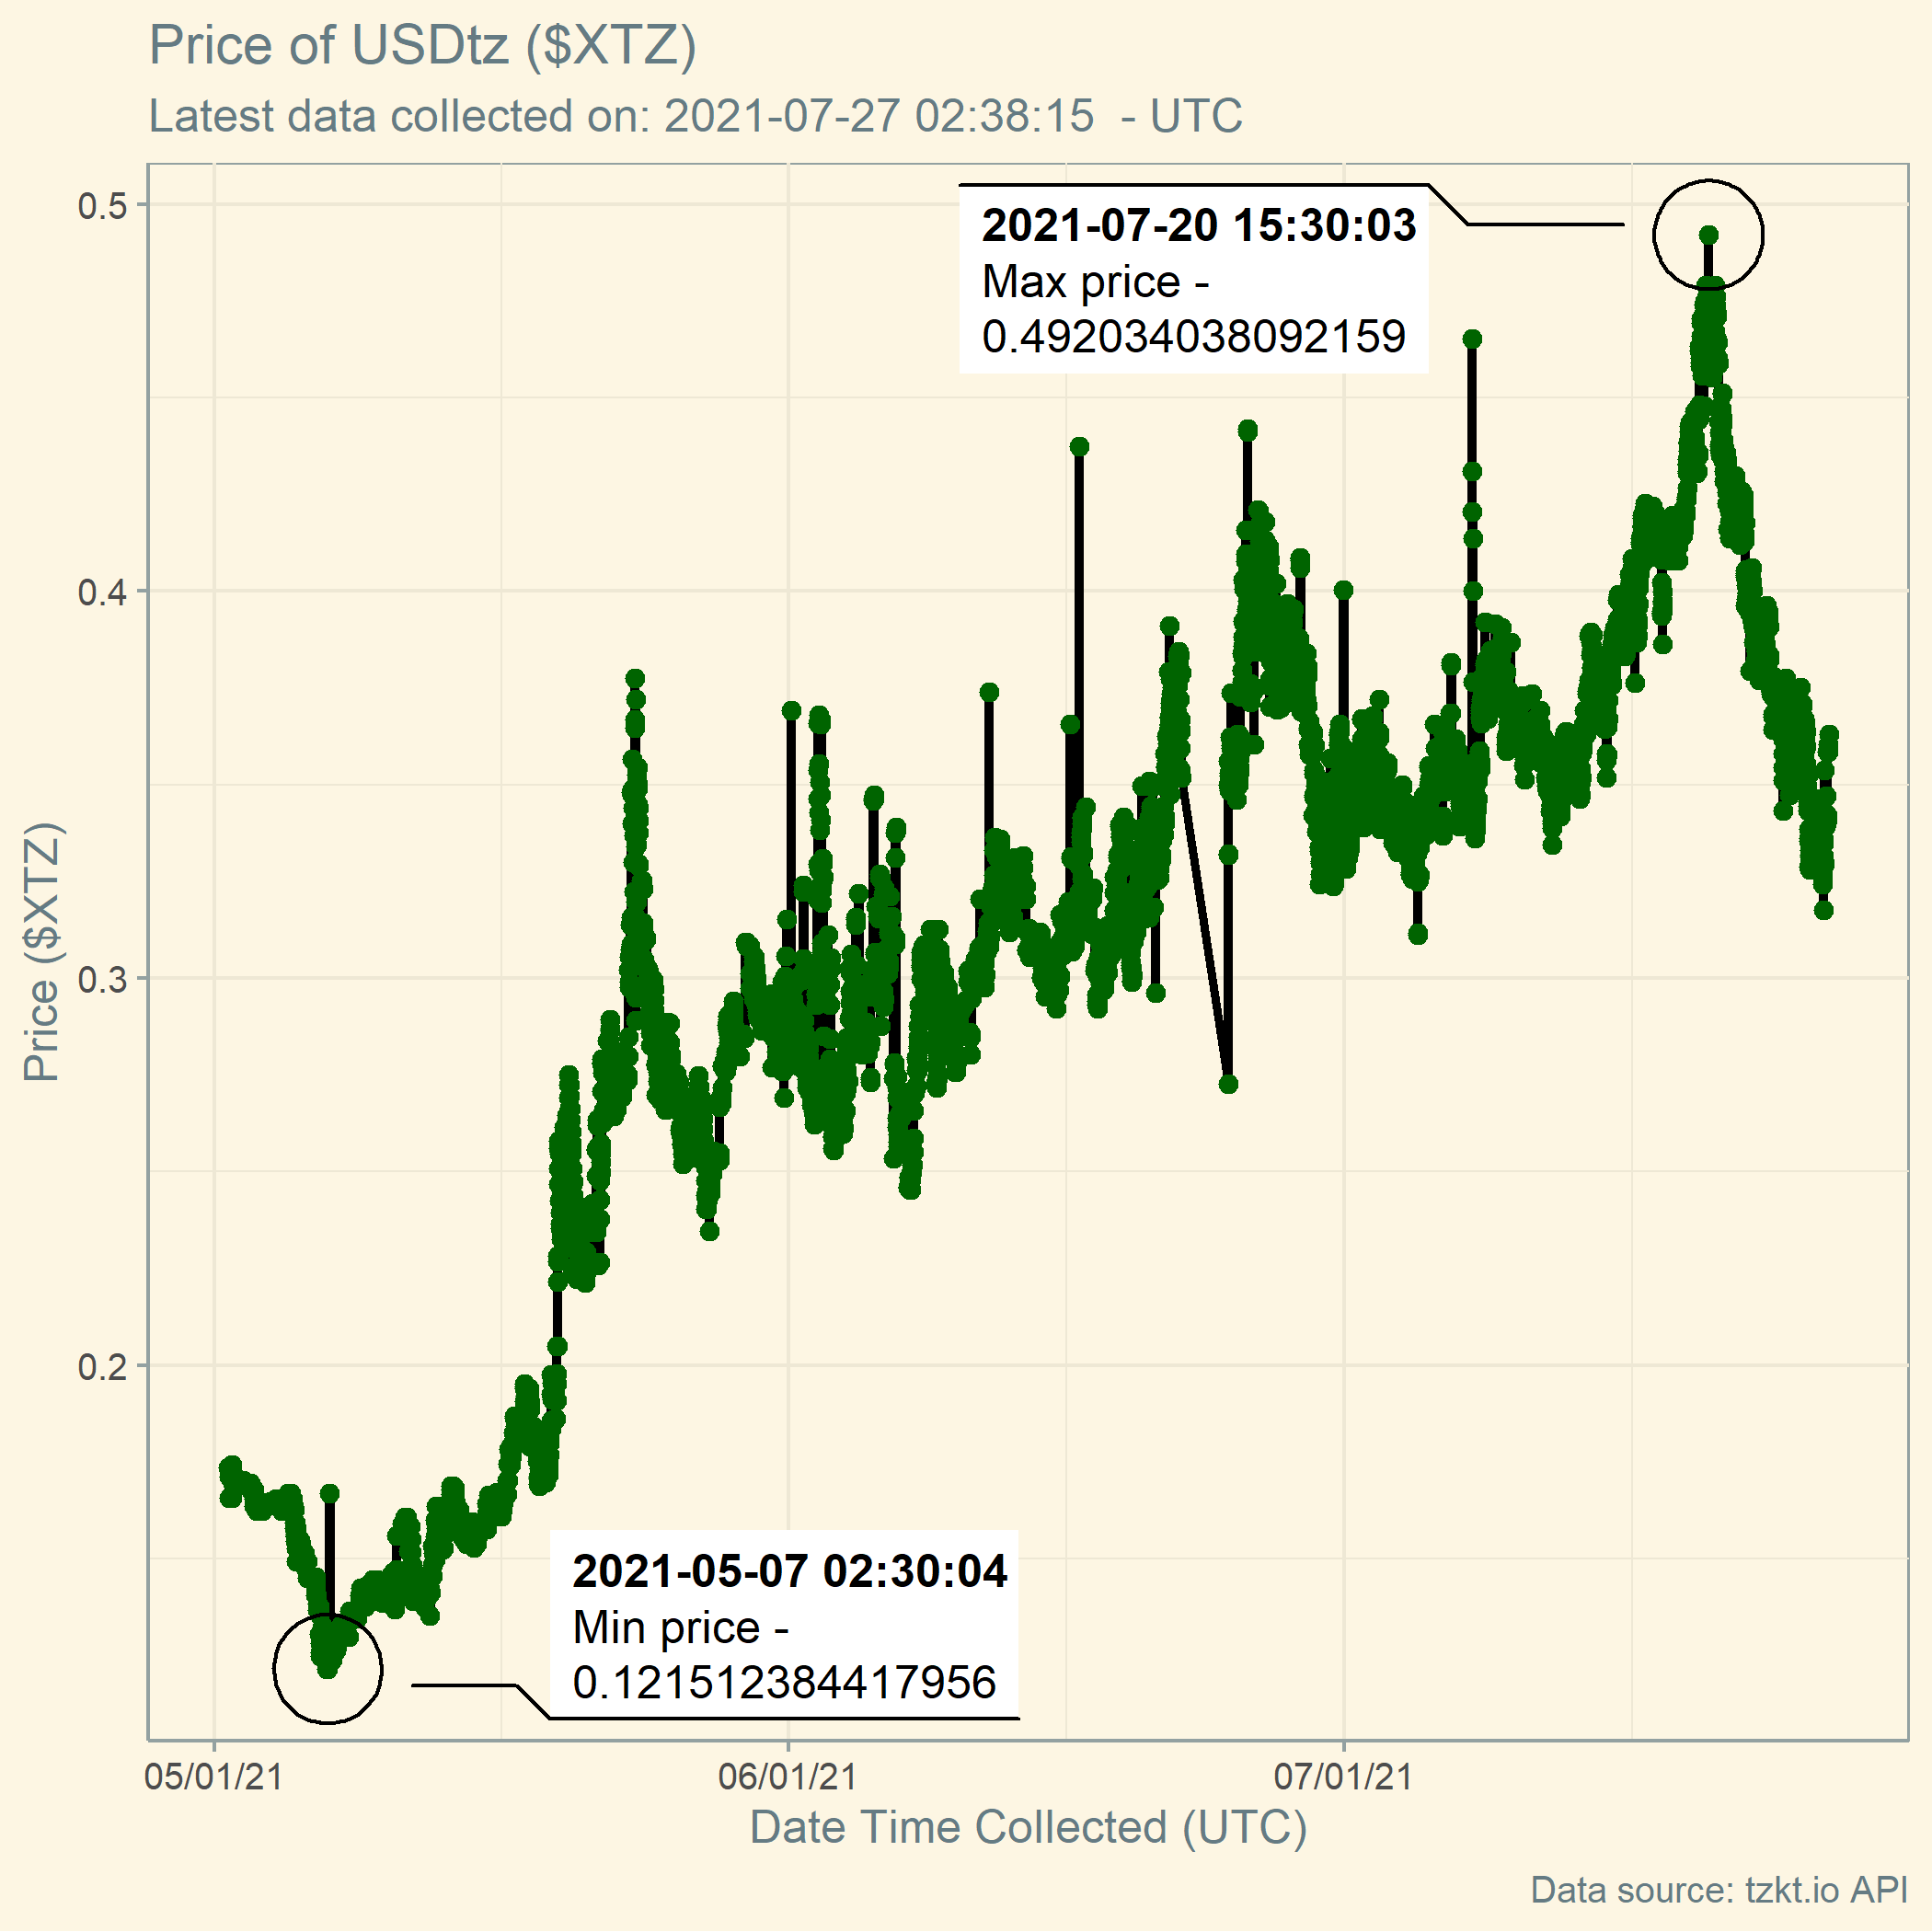 Price of USDtz ($XTZ)
Latest data collected on: 2021-07-27 02:38:15 - UTC
Price ($XTZ)
0.5
0.4
0.3
0.2
2021-07-20 15:30:03
Max price -
0.492034038092159
2021-05-07 02:30:04
Min price -
0.121512384417956
05/01/21
06/01/21
07/01/21
Date Time Collected (UTC)
Data source: tzkt.io API